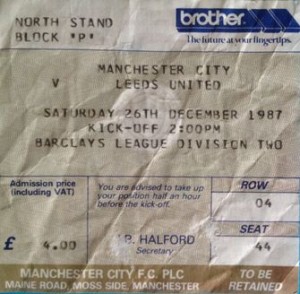 NORTH STAND
BLOCK "P"
brother
The future at your fingertips.
MANCHESTER CITY
V LEEDS UNITED
SATURDAY 26TH DECEMBER 1987
KICK-OFF 2:00PM
BARCLAYS LEAGUE DIVISION TWO
Admission price
(including VAT)
£ 4.00
You are advised to take up
your position half an hour
before the kick-off.
B. HALFORD
Secretary
ROW
04
SEAT
44
MANCHESTER CITY F.C. PLC
MAINE ROAD, MOSS SIDE, MANCHESTER
TO BE
RETAINED